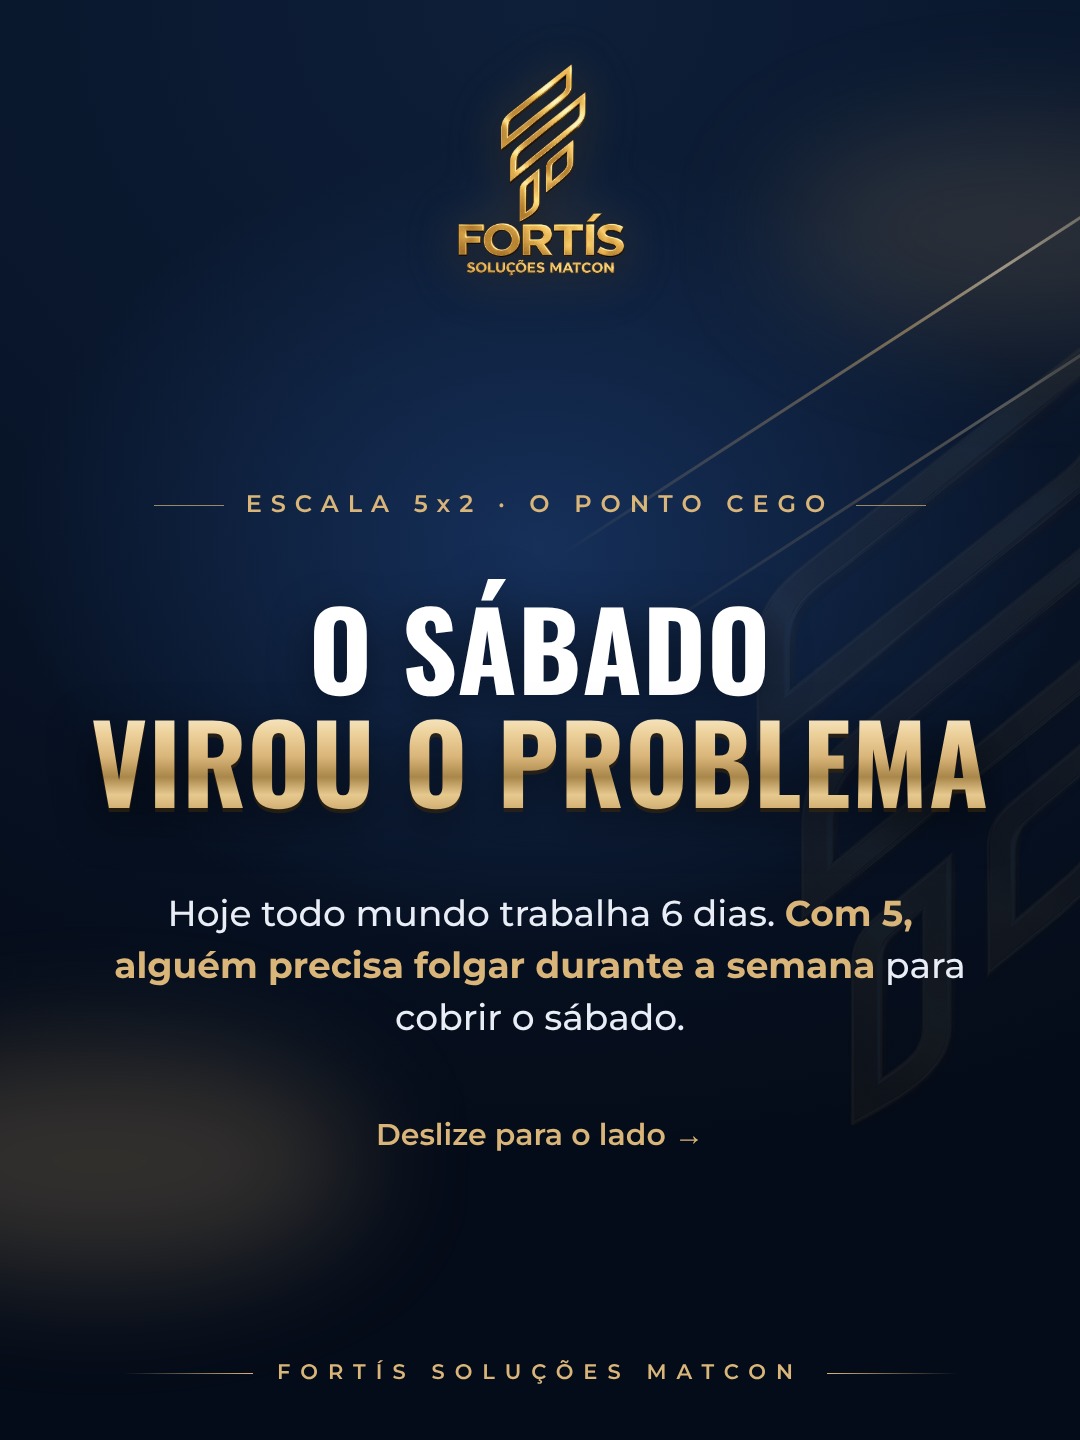 FORTÍS
SOLUÇÕES MATCON
ESCALA 5x2 · O PONTO CEGO
O SÁBADO
VIROU O PROBLEMA
Hoje todo mundo trabalha 6 dias. Com 5,
alguém precisa folgar durante a semana para
cobrir o sábado.
Deslize para o lado →
FORTÍS SOLUÇÕES MATCON